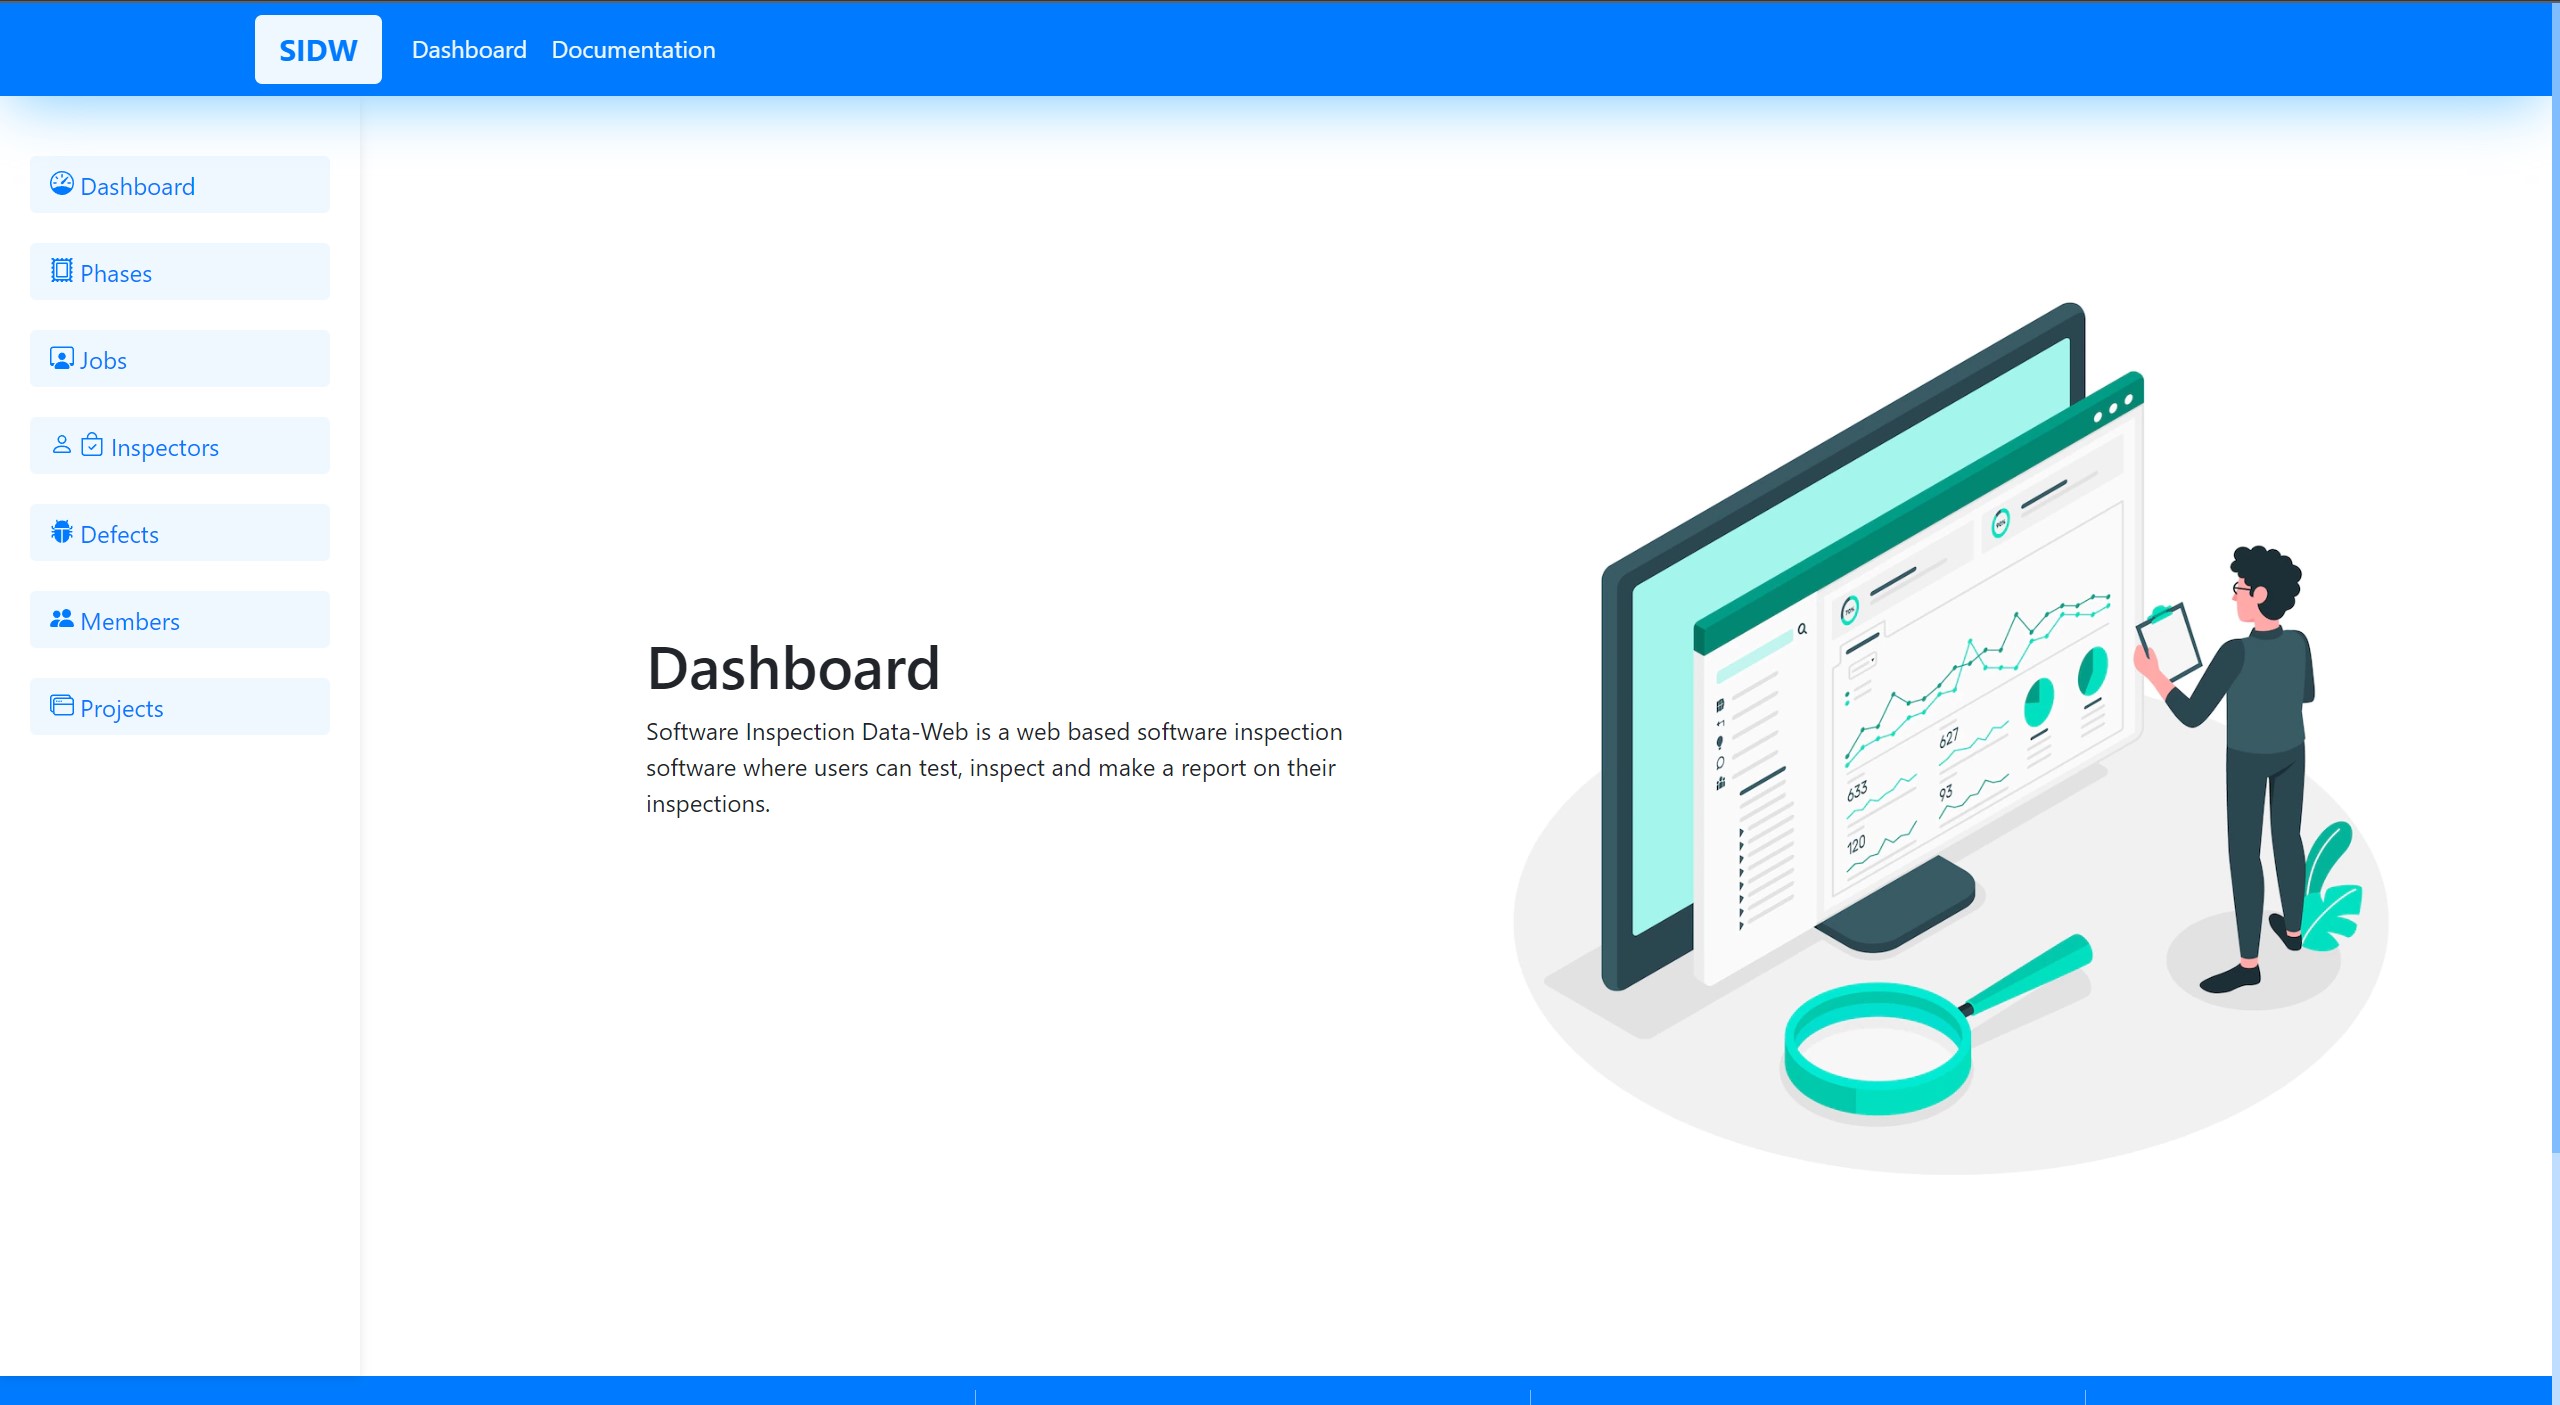 SIDW Dashboard Documentation
Dashboard
Phases
Jobs
Inspectors
Defects
Members
Projects
Dashboard
Software Inspection Data-Web is a web based software inspection
software where users can test, inspect and make a report on their
inspections.
627
633
93
120